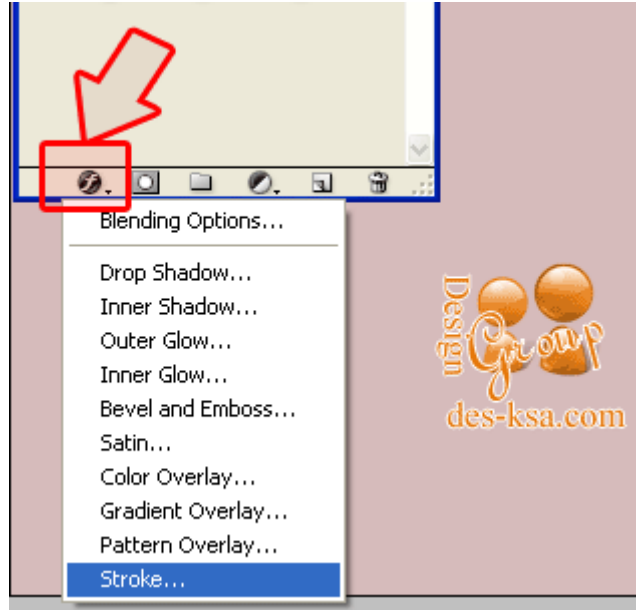 Blending Options...
Drop Shadow...
Inner Shadow...
Outer Glow...
Inner Glow...
Bevel and Emboss...
Satin...
Color Overlay...
Gradient Overlay...
Pattern Overlay...
Stroke...
Design
Group
des-ksa.com